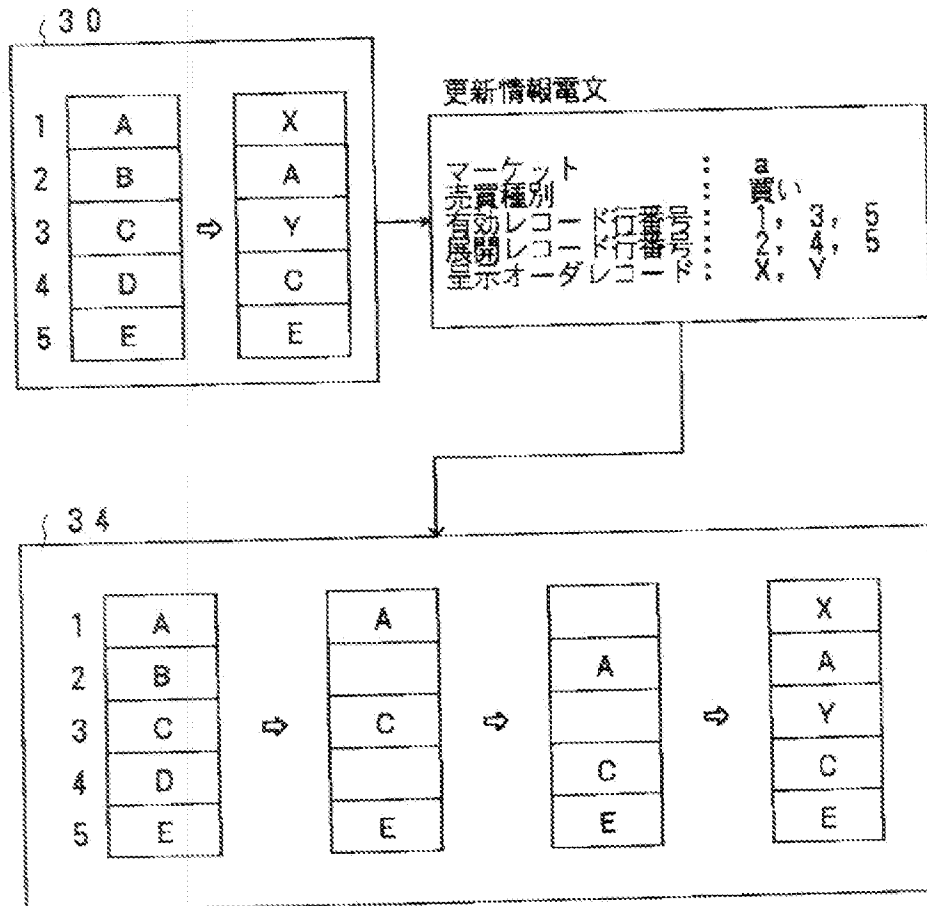 30
1 A ⇨ X
2 B A
3 C Y
4 D C
5 E E
更新情報電文
マーケット : a
売買種別 : 買い
有効レコード行番号 : 1, 3, 5
展開レコード行番号 : 2, 4, 5
呈示オーダレコード : X, Y
34
1 A A X
2 B A A
3 C ⇨ C ⇨ ⇨ Y
4 D C C
5 E E E E